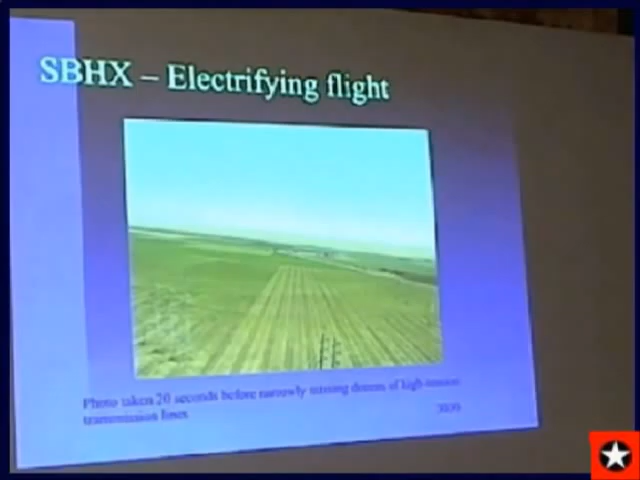 SBHX – Electrifying flight
Photo taken 20 seconds before narrowly missing dozens of high-tension
transmission lines